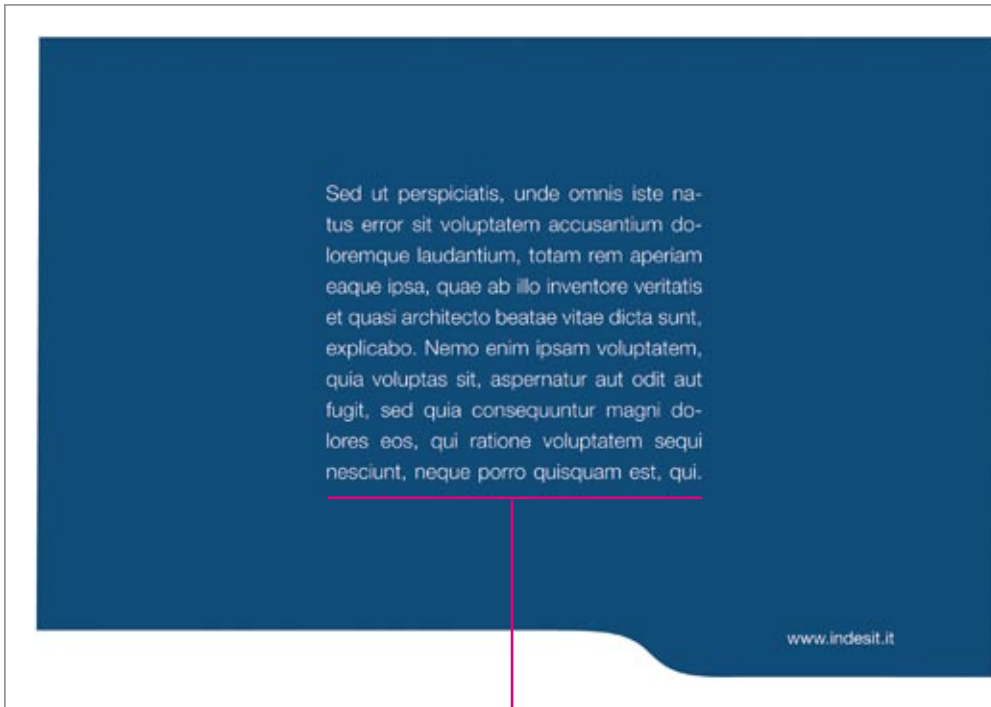 Sed ut perspiciatis, unde omnis iste na-
tus error sit voluptatem accusantium do-
loremque laudantium, totam rem aperiam
eaque ipsa, quae ab illo inventore veritatis
et quasi architecto beatae vitae dicta sunt,
explicabo. Nemo enim ipsam voluptatem,
quia voluptas sit, aspernatur aut odit aut
fugit, sed quia consequuntur magni do-
lores eos, qui ratione voluptatem sequi
nesciunt, neque porro quisquam est, qui.
www.indesit.it